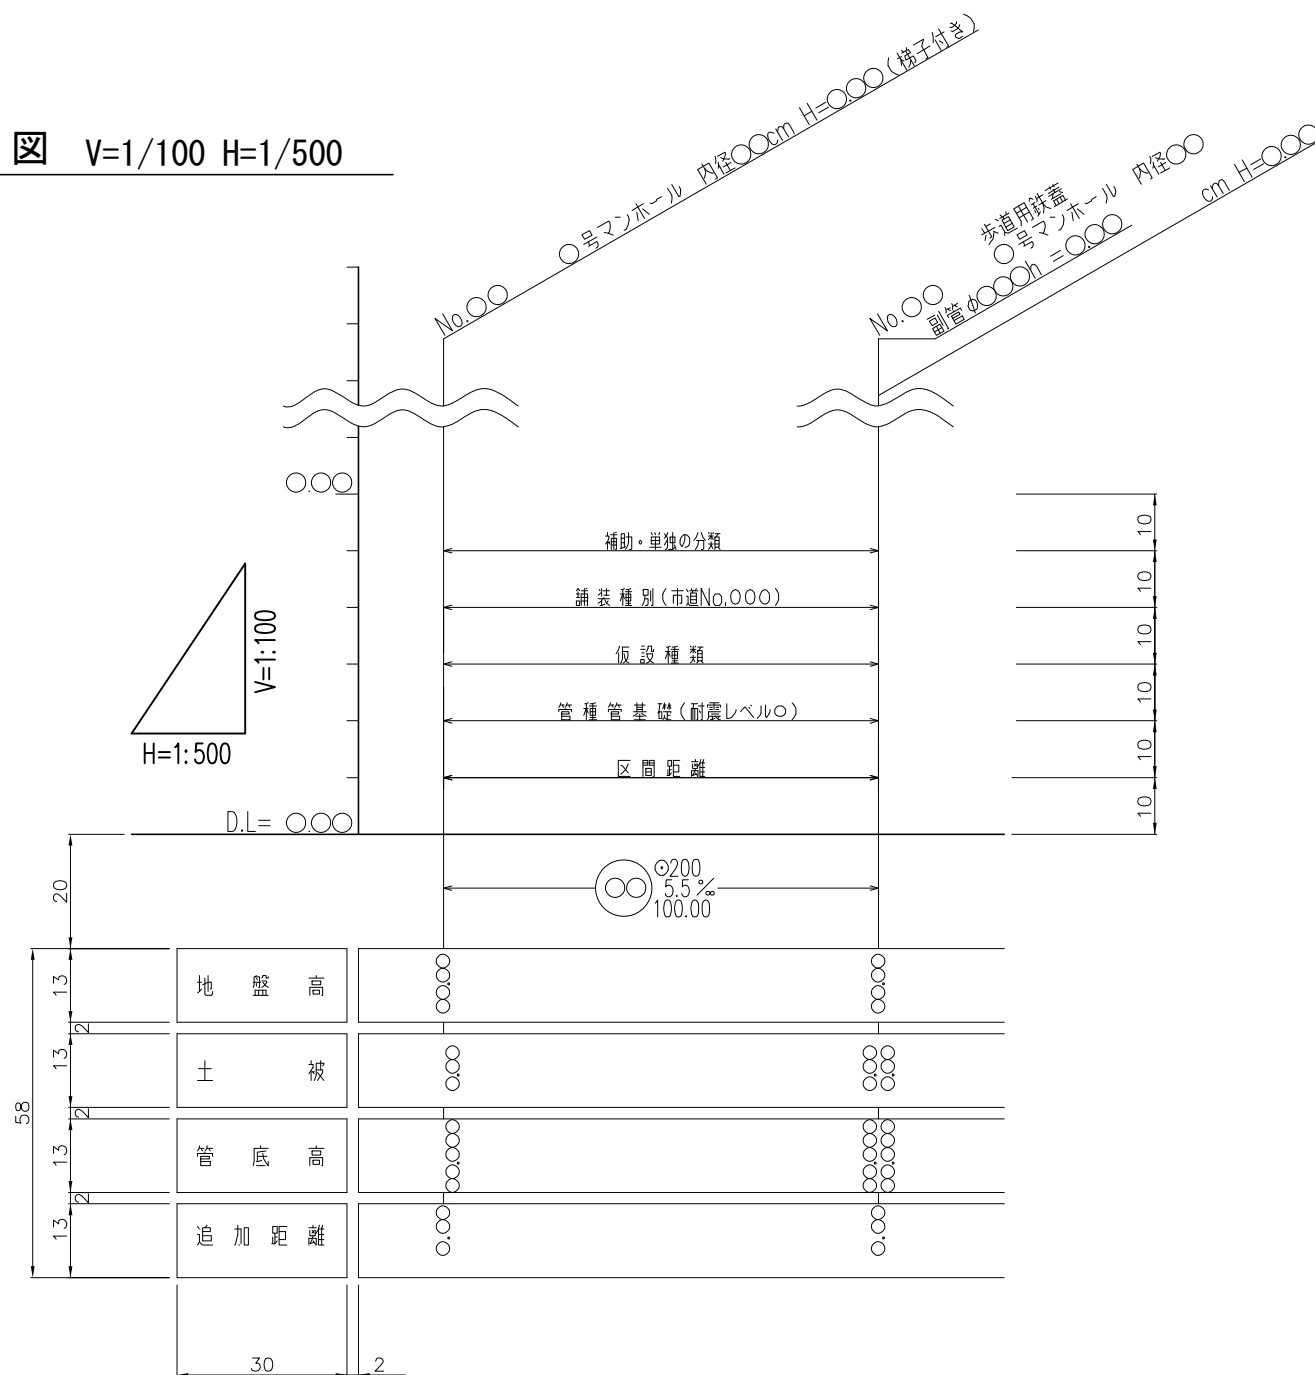 図 V=1/100 H=1/500
No.○○ ○号マンホール 内径○○cm H=○.○○(梯子付き)
歩道用鉄蓋
No.○○ ○号マンホール 内径○○
cm H=○.○○
副管φ○○○h =○.○○
○.○○
補助・単独の分類
10
舗装種別(市道No.000)
10
仮設種類
10
管種管基礎(耐震レベル○)
10
区間距離
10
10
V=1:100
H=1:500
D.L= ○.○○
20
○○
⊙200
5.5‰
100.00
58
13
地盤高
○○.○○
○○.○○
2
13
土被
○○.○
○○.○
○○.○
2
13
管底高
○○○.○○
○○○.○○
○○○.○○
2
13
追加距離
○○.○
○○.○
30
2